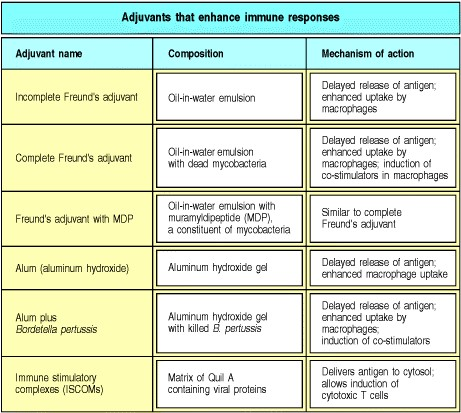 Adjuvants that enhance immune responses
Adjuvant name
Composition
Mechanism of action
Incomplete Freund's adjuvant
Oil-in-water emulsion
Delayed release of antigen;
enhanced uptake by
macrophages
Complete Freund's adjuvant
Oil-in-water emulsion
with dead mycobacteria
Delayed release of antigen;
enhanced uptake by
macrophages; induction of
co-stimulators in macrophages
Freund's adjuvant with MDP
Oil-in-water emulsion with
muramyldipeptide (MDP),
a constituent of mycobacteria
Similar to complete
Freund's adjuvant
Alum (aluminum hydroxide)
Aluminum hydroxide gel
Delayed release of antigen;
enhanced macrophage uptake
Alum plus
Bordetella pertussis
Aluminum hydroxide gel
with killed B. pertussis
Delayed release of antigen;
enhanced uptake by
macrophages;
induction of co-stimulators
Immune stimulatory
complexes (ISCOMs)
Matrix of Quil A
containing viral proteins
Delivers antigen to cytosol;
allows induction of
cytotoxic T cells